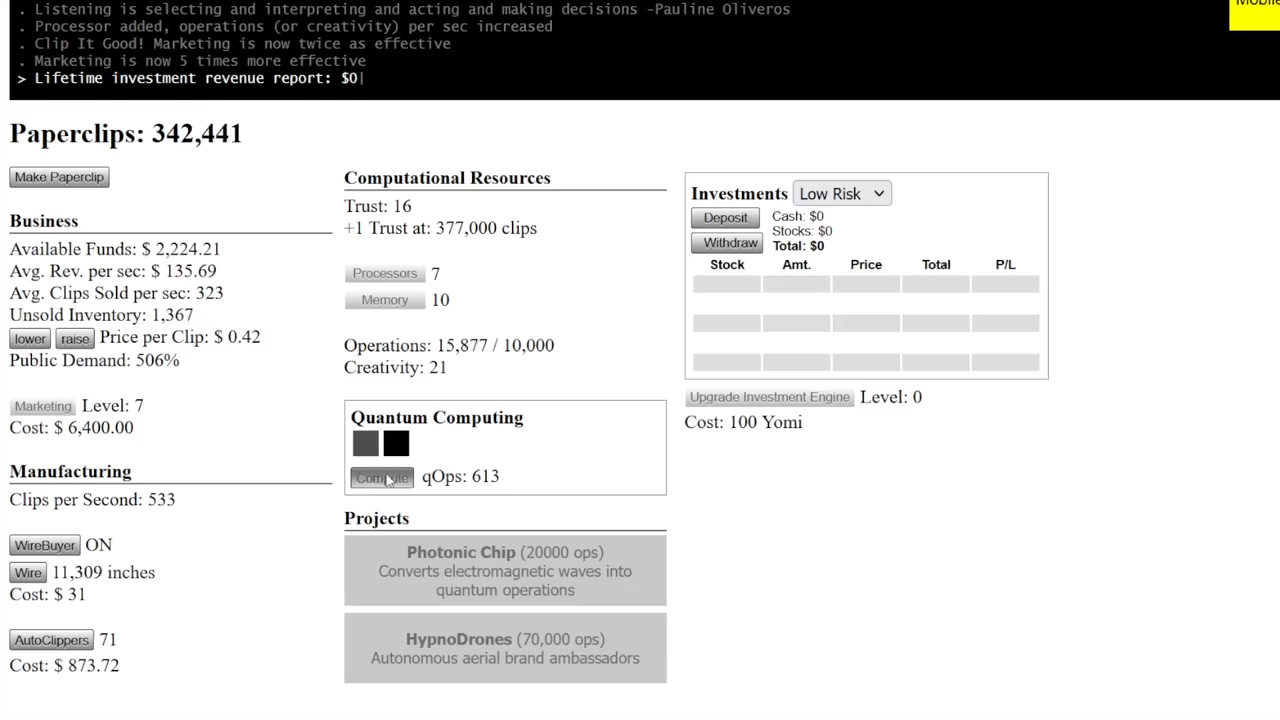 . Listening is selecting and interpreting and acting and making decisions -Pauline Oliveros
. Processor added, operations (or creativity) per sec increased
. Clip It Good! Marketing is now twice as effective
. Marketing is now 5 times more effective
> Lifetime investment revenue report: $0|
Paperclips: 342,441
Make Paperclip
Business
Available Funds: $ 2,224.21
Avg. Rev. per sec: $ 135.69
Avg. Clips Sold per sec: 323
Unsold Inventory: 1,367
lower raise Price per Clip: $ 0.42
Public Demand: 506%
Marketing Level: 7
Cost: $ 6,400.00
Manufacturing
Clips per Second: 533
WireBuyer ON
Wire 11,309 inches
Cost: $ 31
AutoClippers 71
Cost: $ 873.72
Computational Resources
Trust: 16
+1 Trust at: 377,000 clips
Processors 7
Memory 10
Operations: 15,877 / 10,000
Creativity: 21
Quantum Computing
Compute qOps: 613
Projects
Photonic Chip (20000 ops)
Converts electromagnetic waves into
quantum operations
HypnoDrones (70,000 ops)
Autonomous aerial brand ambassadors
Investments Low Risk
Deposit Cash: $0
Stocks: $0
Withdraw Total: $0
Stock Amt. Price Total P/L
Upgrade Investment Engine Level: 0
Cost: 100 Yomi